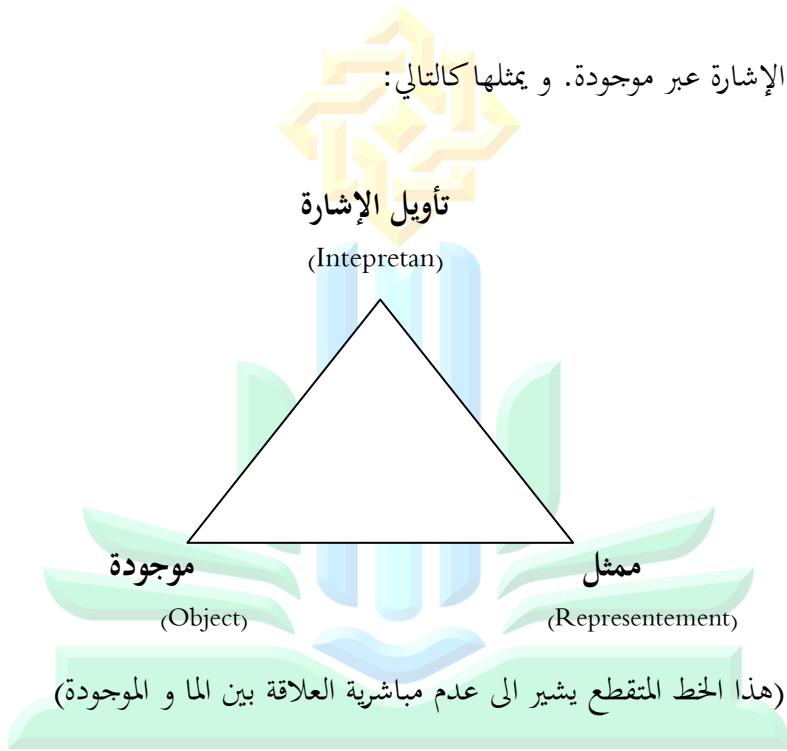 الإشارة عبر موجودة. و يمثلها كالتالي:
تأويل الإشارة
(Intepretan)
موجودة
ممثل
(Object)
(Representement)
(هذا الخط المتقطع يشير الى عدم مباشرية العلاقة بين الما و الموجودة)